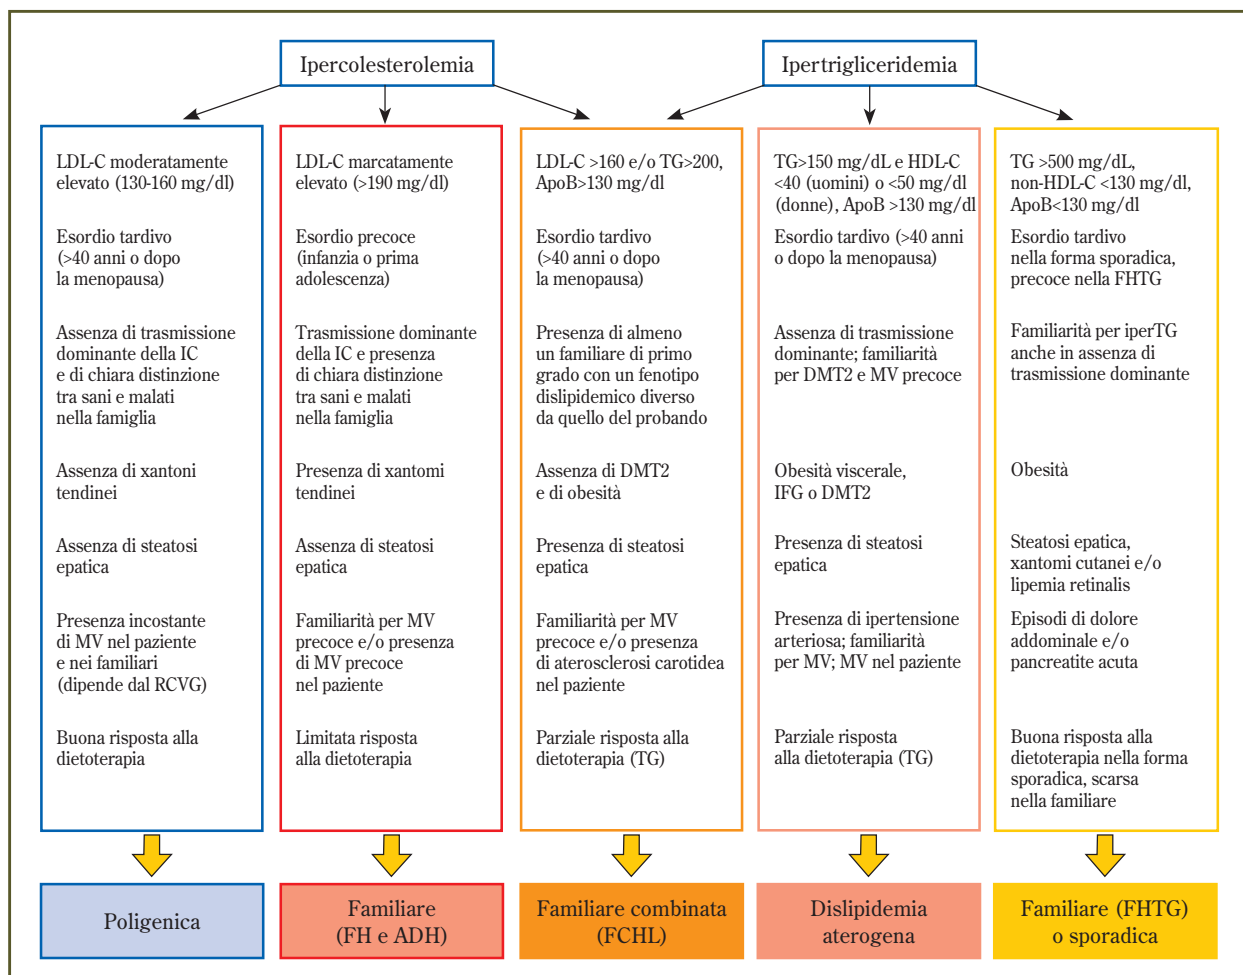 Ipercolesterolemia
Ipertrigliceridemia
LDL-C moderatamente
elevato (130-160 mg/dl)
Esordio tardivo
(>40 anni o dopo
la menopausa)
Assenza di trasmissione
dominante della IC
e di chiara distinzione
tra sani e malati
nella famiglia
Assenza di xantoni
tendinei
Assenza di steatosi
epatica
Presenza incostante
di MV nel paziente
e nei familiari
(dipende dal RCVG)
Buona risposta alla
dietoterapia
Poligenica
LDL-C marcatamente
elevato (>190 mg/dl)
Esordio precoce
(infanzia o prima
adolescenza)
Trasmissione dominante
della IC e presenza
di chiara distinzione
tra sani e malati
nella famiglia
Presenza di xantomi
tendinei
Assenza di steatosi
epatica
Familiarità per MV
precoce e/o presenza
di MV precoce
nel paziente
Limitata risposta
alla dietoterapia
Familiare
(FH e ADH)
LDL-C >160 e/o TG>200,
ApoB>130 mg/dl
Esordio tardivo
(>40 anni o dopo
la menopausa)
Presenza di almeno
un familiare di primo
grado con un fenotipo
dislipidemico diverso
da quello del probando
Assenza di DMT2
e di obesità
Presenza di steatosi
epatica
Familiarità per MV
precoce e/o presenza
di aterosclerosi carotidea
nel paziente
Parziale risposta alla
dietoterapia (TG)
Familiare combinata
(FCHL)
TG>150 mg/dL e HDL-C
<40 (uomini) o <50 mg/dl
(donne), ApoB >130 mg/dl
Esordio tardivo (>40 anni
o dopo la menopausa)
Assenza di trasmissione
dominante; familiarità
per DMT2 e MV precoce
Obesità viscerale,
IFG o DMT2
Presenza di steatosi
epatica
Presenza di ipertensione
arteriosa; familiarità
per MV; MV nel paziente
Parziale risposta
alla dietoterapia (TG)
Dislipidemia
aterogena
TG >500 mg/dL,
non-HDL-C <130 mg/dl,
ApoB<130 mg/dl
Esordio tardivo
nella forma sporadica,
precoce nella FHTG
Familiarità per iperTG
anche in assenza di
trasmissione dominante
Obesità
Steatosi epatica,
xantomi cutanei e/o
lipemia retinalis
Episodi di dolore
addominale e/o
pancreatite acuta
Buona risposta alla
dietoterapia nella forma
sporadica, scarsa
nella familiare
Familiare (FHTG)
o sporadica